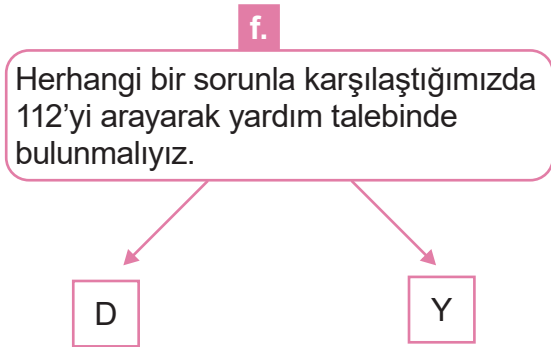 f.
Herhangi bir sorunla karşılaştığımızda
112’yi arayarak yardım talebinde
bulunmalıyız.
D
Y